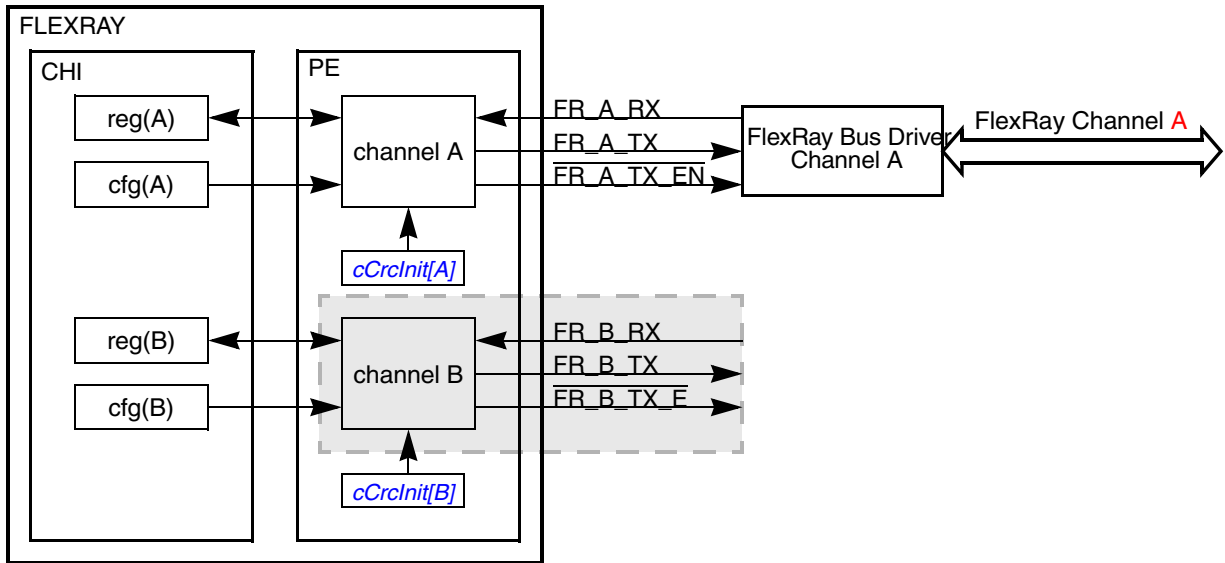 FLEXRAY
CHI
PE
reg(A)
cfg(A)
channel A
cCrcInit[A]
FR_A_RX
FR_A_TX
FR_A_TX_EN
FlexRay Bus Driver
Channel A
FlexRay Channel A
reg(B)
cfg(B)
channel B
cCrcInit[B]
FR_B_RX
FR_B_TX
FR_B_TX_E